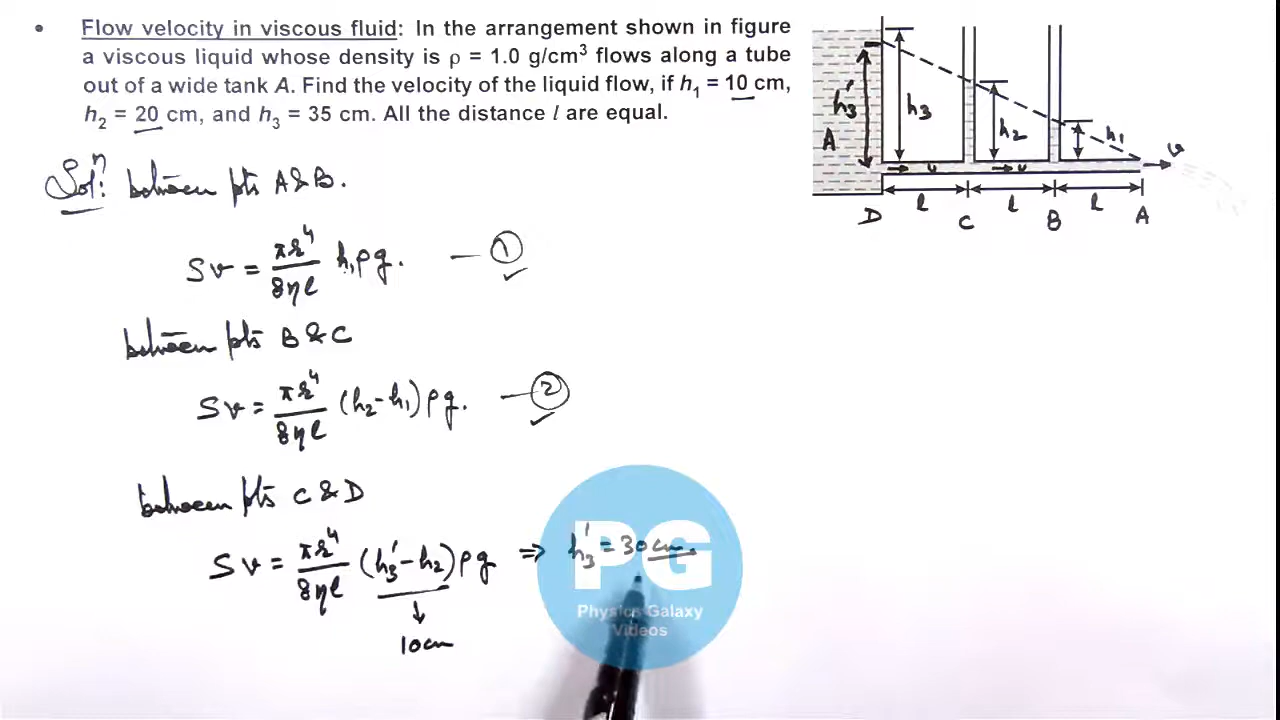 • Flow velocity in viscous fluid: In the arrangement shown in figure
a viscous liquid whose density is ρ = 1.0 g/cm³ flows along a tube
out of a wide tank A. Find the velocity of the liquid flow, if h₁ = 10 cm,
h₂ = 20 cm, and h₃ = 35 cm. All the distance l are equal.
Solⁿ: between pts A & B.
Sv = πr⁴/8ηl h₁ρg. — ①
between pts B & C
Sv = πr⁴/8ηl (h₂-h₁)ρg. — ②
between pts C & D
Sv = πr⁴/8ηl (h₃'-h₂)ρg ⇒ h₃' = 30cm.
↓
10cm
PG
Physics Galaxy
Videos
h₃' h₃ h₂ h₁
A
v v v
l l l
D C B A